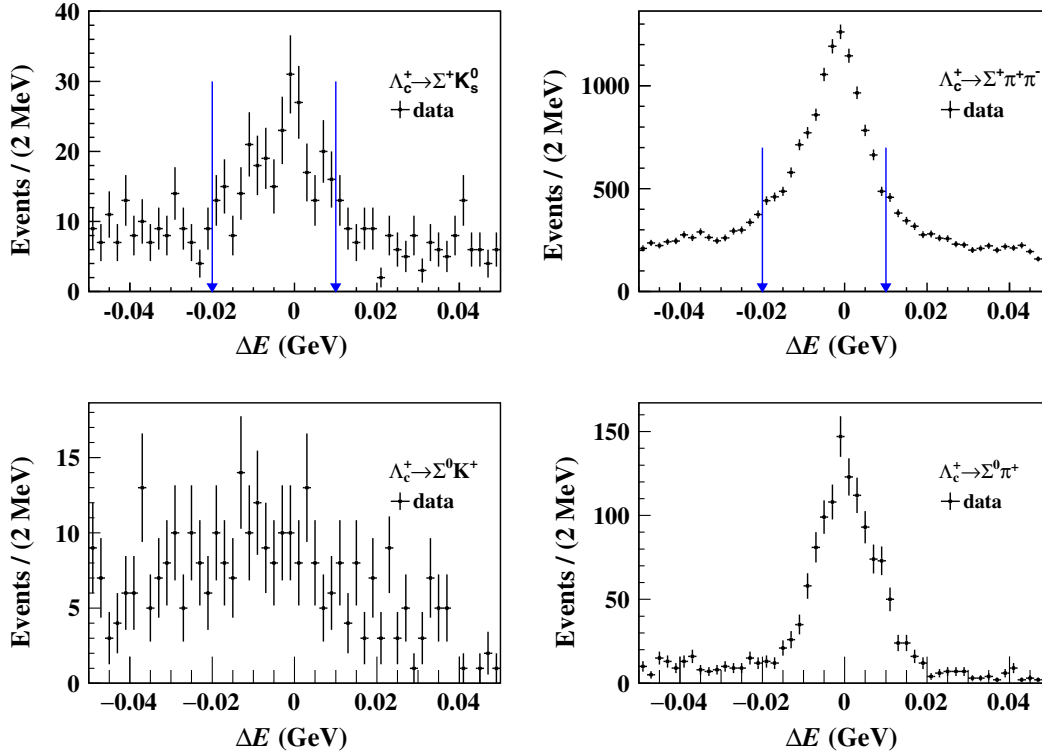 40
30
20
10
0
Events / (2 MeV)
Λc+→Σ+Ks0
data
-0.04 -0.02 0 0.02 0.04
ΔE (GeV)
1000
500
0
Events / (2 MeV)
Λc+→Σ+π+π-
data
-0.04 -0.02 0 0.02 0.04
ΔE (GeV)
15
10
5
0
Events / (2 MeV)
Λc+→Σ0K+
data
−0.04 −0.02 0 0.02 0.04
ΔE (GeV)
150
100
50
0
Events / (2 MeV)
Λc+→Σ0π+
data
−0.04 −0.02 0 0.02 0.04
ΔE (GeV)